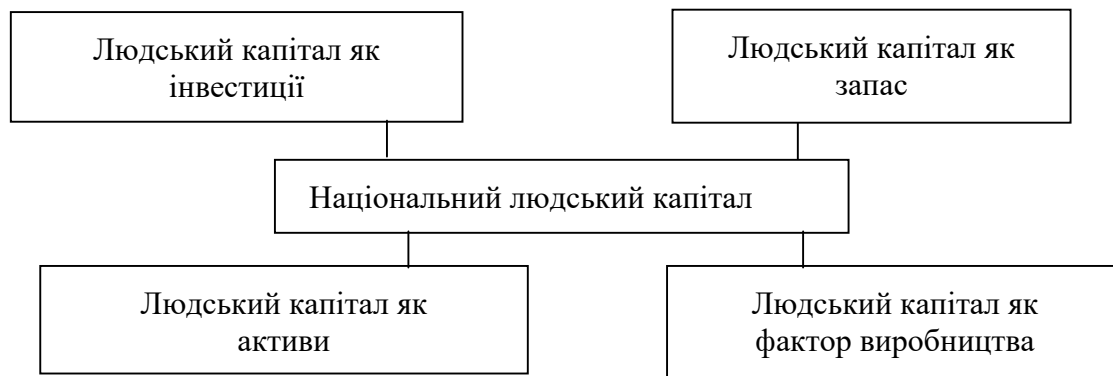 Людський капітал як
інвестиції
Людський капітал як
запас
Національний людський капітал
Людський капітал як
активи
Людський капітал як
фактор виробництва